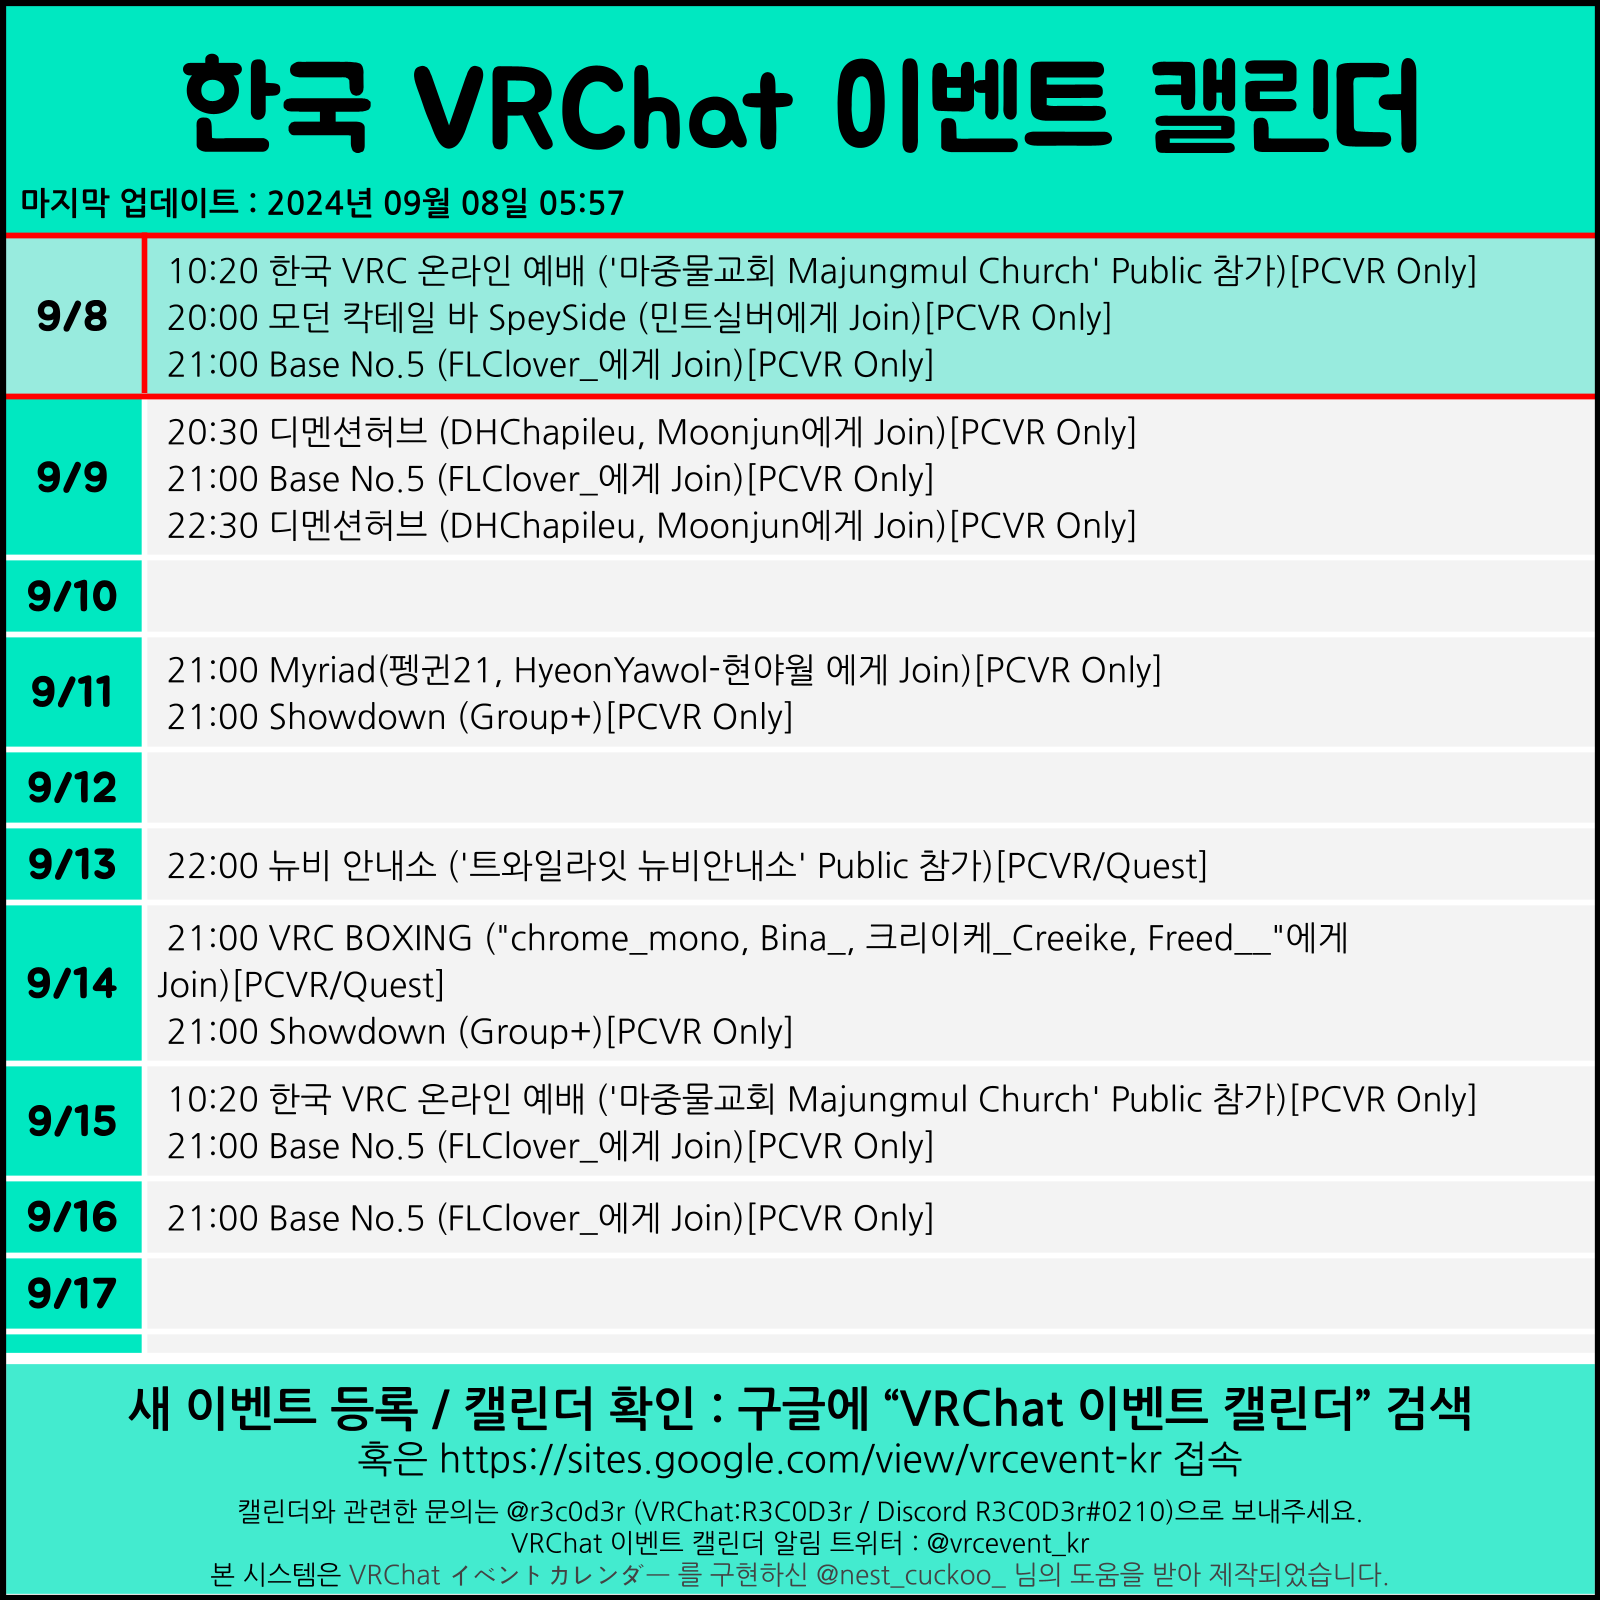 한국 VRChat 이벤트 캘린더
마지막 업데이트 : 2024년 09월 08일 05:57
9/8
10:20 한국 VRC 온라인 예배 ('마중물교회 Majungmul Church' Public 참가)[PCVR Only]
20:00 모던 칵테일 바 SpeySide (민트실버에게 Join)[PCVR Only]
21:00 Base No.5 (FLClover_에게 Join)[PCVR Only]
9/9
20:30 디멘션허브 (DHChapileu, Moonjun에게 Join)[PCVR Only]
21:00 Base No.5 (FLClover_에게 Join)[PCVR Only]
22:30 디멘션허브 (DHChapileu, Moonjun에게 Join)[PCVR Only]
9/10
9/11
21:00 Myriad(펭귄21, HyeonYawol-현야월 에게 Join)[PCVR Only]
21:00 Showdown (Group+)[PCVR Only]
9/12
9/13
22:00 뉴비 안내소 ('트와일라잇 뉴비안내소' Public 참가)[PCVR/Quest]
9/14
21:00 VRC BOXING ("chrome_mono, Bina_, 크리이케_Creeike, Freed__"에게
Join)[PCVR/Quest]
21:00 Showdown (Group+)[PCVR Only]
9/15
10:20 한국 VRC 온라인 예배 ('마중물교회 Majungmul Church' Public 참가)[PCVR Only]
21:00 Base No.5 (FLClover_에게 Join)[PCVR Only]
9/16
21:00 Base No.5 (FLClover_에게 Join)[PCVR Only]
9/17
새 이벤트 등록 / 캘린더 확인 : 구글에 “VRChat 이벤트 캘린더” 검색
혹은 https://sites.google.com/view/vrcevent-kr 접속
캘린더와 관련한 문의는 @r3c0d3r (VRChat:R3C0D3r / Discord R3C0D3r#0210)으로 보내주세요.
VRChat 이벤트 캘린더 알림 트위터 : @vrcevent_kr
본 시스템은 VRChat イベントカレンダー 를 구현하신 @nest_cuckoo_ 님의 도움을 받아 제작되었습니다.